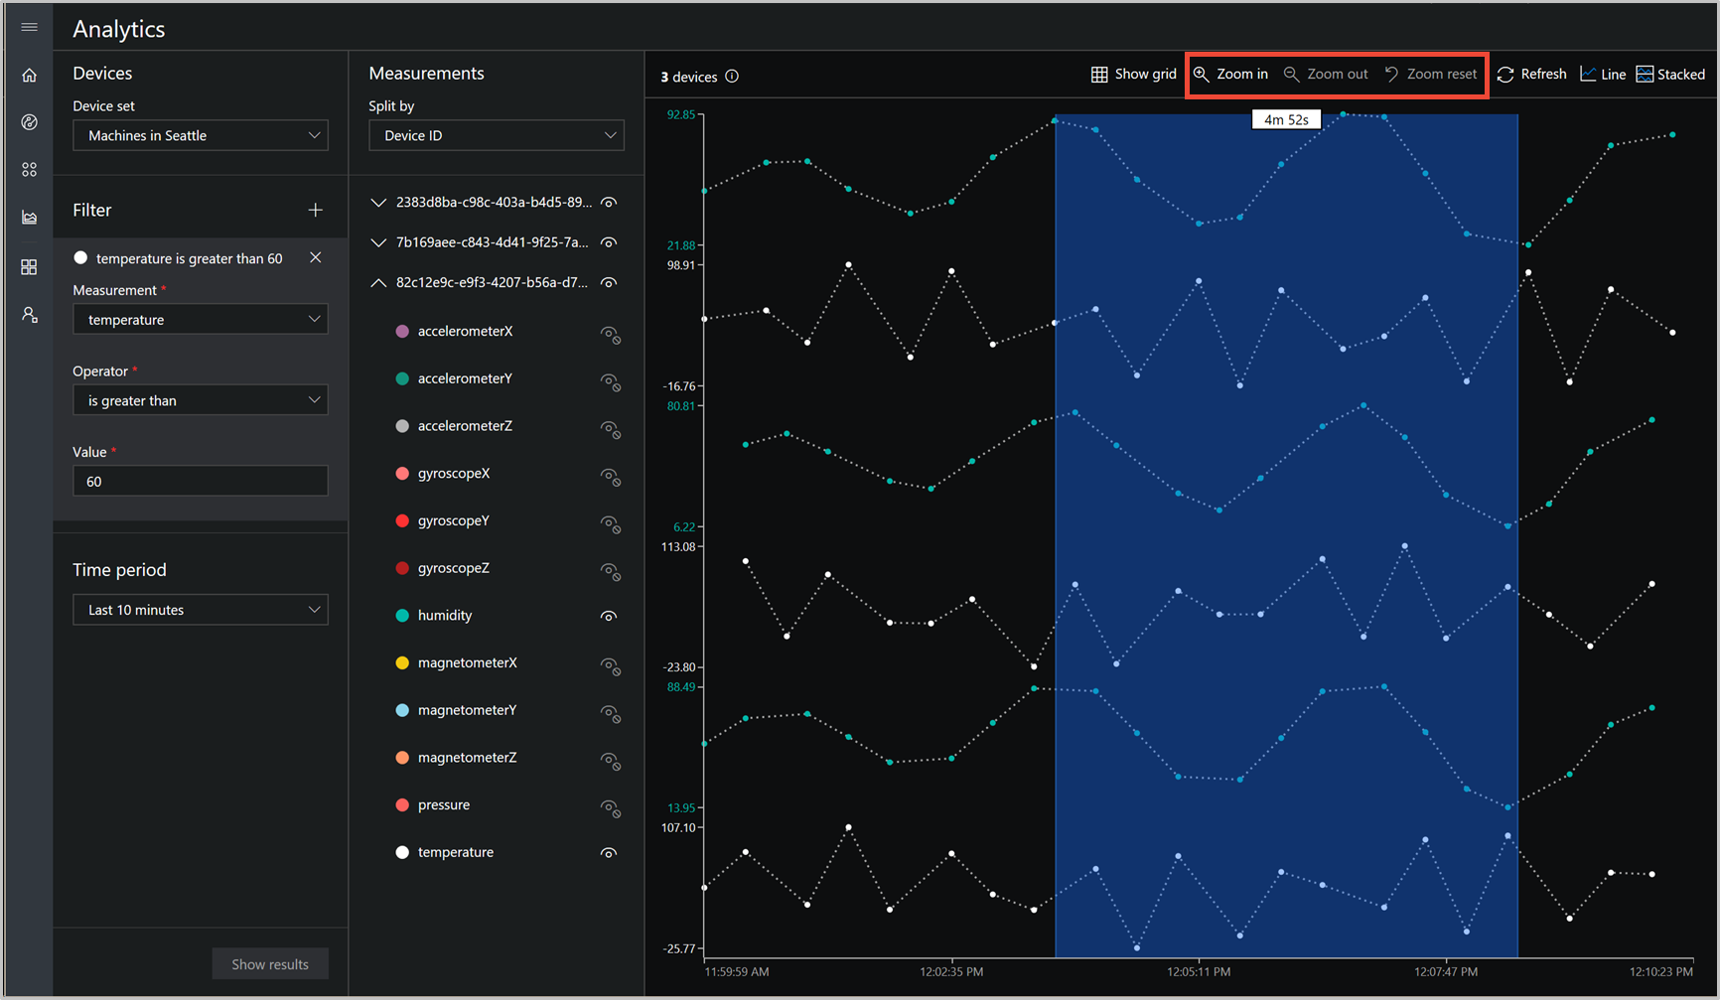 Analytics
Devices
Device set
Machines in Seattle
Filter
temperature is greater than 60
Measurement *
temperature
Operator *
is greater than
Value *
60
Time period
Last 10 minutes
Show results
Measurements
Split by
Device ID
2383d8ba-c98c-403a-b4d5-89...
7b169aee-c843-4d41-9f25-7a...
82c12e9c-e9f3-4207-b56a-d7...
accelerometerX
accelerometerY
accelerometerZ
gyroscopeX
gyroscopeY
gyroscopeZ
humidity
magnetometerX
magnetometerY
magnetometerZ
pressure
temperature
3 devices
Show grid
Zoom in
Zoom out
Zoom reset
Refresh
Line
Stacked
4m 52s
92.85
21.88
98.91
-16.76
80.81
6.22
113.08
-23.80
88.49
13.95
107.10
-25.77
11:59:59 AM
12:02:35 PM
12:05:11 PM
12:07:47 PM
12:10:23 PM